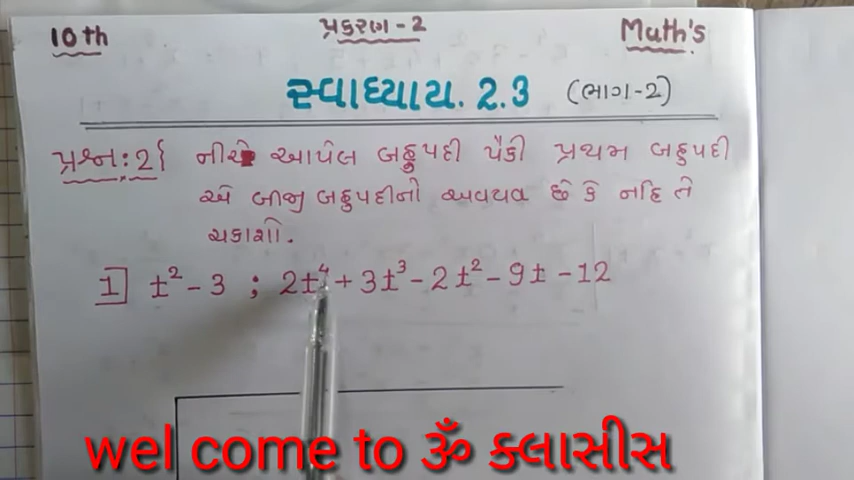 10th પ્રકરણ - 2 Math's
સ્વાધ્યાય. 2.3 (ભાગ-2)
પ્રશ્ન: 2} નીચે આપેલ બહુપદી પૈકી પ્રથમ બહુપદી
એ બીજી બહુપદીનો અવયવ છે કે નહિ તે
ચકાશો.
1 t² - 3 ; 2t⁴ + 3t³ - 2t² - 9t - 12
wel come to ૐ ક્લાસીસ